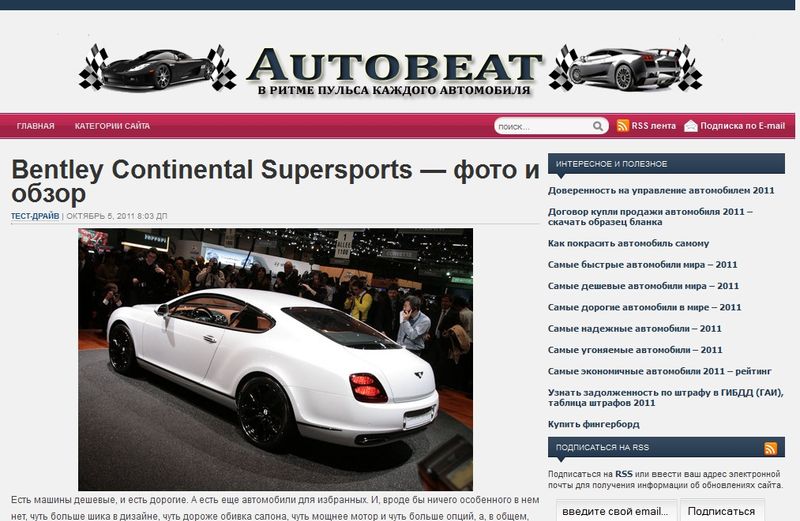 AUTOBEAT
В РИТМЕ ПУЛЬСА КАЖДОГО АВТОМОБИЛЯ
ГЛАВНАЯ КАТЕГОРИИ САЙТА поиск... RSS лента Подписка по E-mail
Bentley Continental Supersports — фото и
обзор
ТЕСТ-ДРАЙВ | ОКТЯБРЬ 5, 2011 8:03 ДП
Ferrari
1
ALLEE
1100
Есть машины дешевые, и есть дорогие. А есть еще автомобили для избранных. И, вроде бы ничего особенного в нем
нет, чуть больше шика в дизайне, чуть дороже обивка салона, чуть мощнее мотор и чуть больше опций, а, в общем,
ИНТЕРЕСНОЕ И ПОЛЕЗНОЕ
Доверенность на управление автомобилем 2011
Договор купли продажи автомобиля 2011 –
скачать образец бланка
Как покрасить автомобиль самому
Самые быстрые автомобили мира – 2011
Самые дешевые автомобили мира – 2011
Самые дорогие автомобили в мире – 2011
Самые надежные автомобили – 2011
Самые угоняемые автомобили – 2011
Самые экономичные автомобили 2011 – рейтинг
Узнать задолженность по штрафу в ГИБДД (ГАИ),
таблица штрафов 2011
Купить фингерборд
ПОДПИСАТЬСЯ НА RSS
Подписаться на RSS или ввести ваш адрес электронной
почты для получения информации об обновлениях сайта.
введите свой email... Подписаться